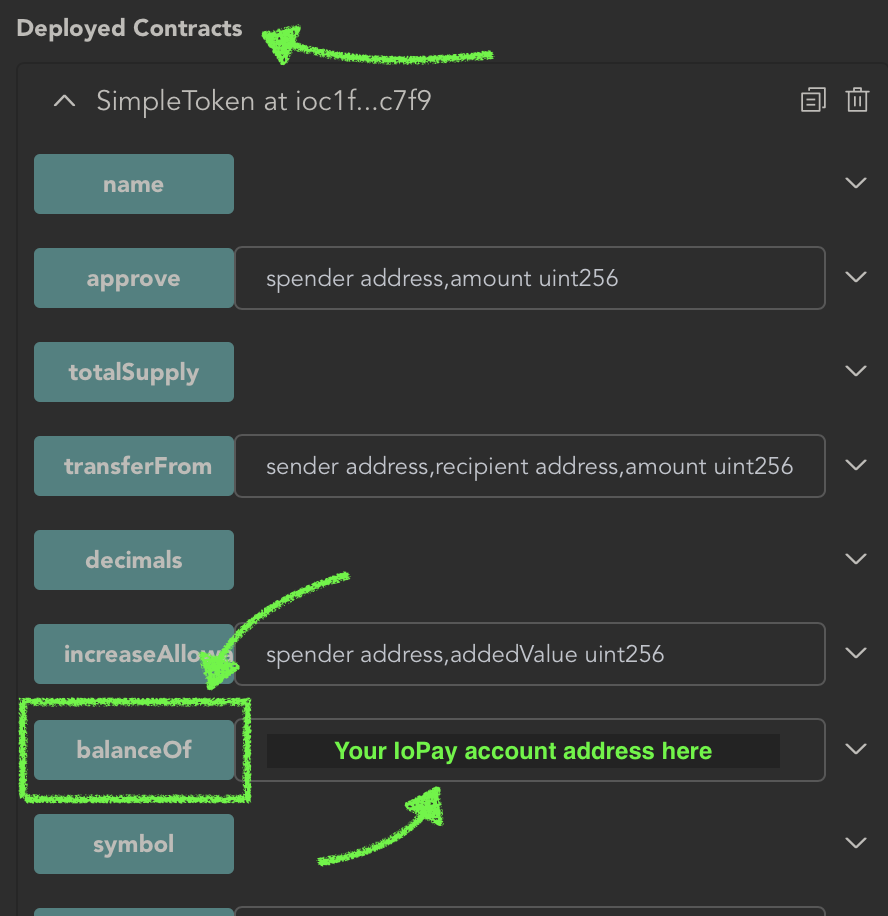 Deployed Contracts
SimpleToken at ioc1f...c7f9
name
approve
spender address,amount uint256
totalSupply
transferFrom
sender address,recipient address,amount uint256
decimals
increaseAllowa
spender address,addedValue uint256
balanceOf
Your IoPay account address here
symbol